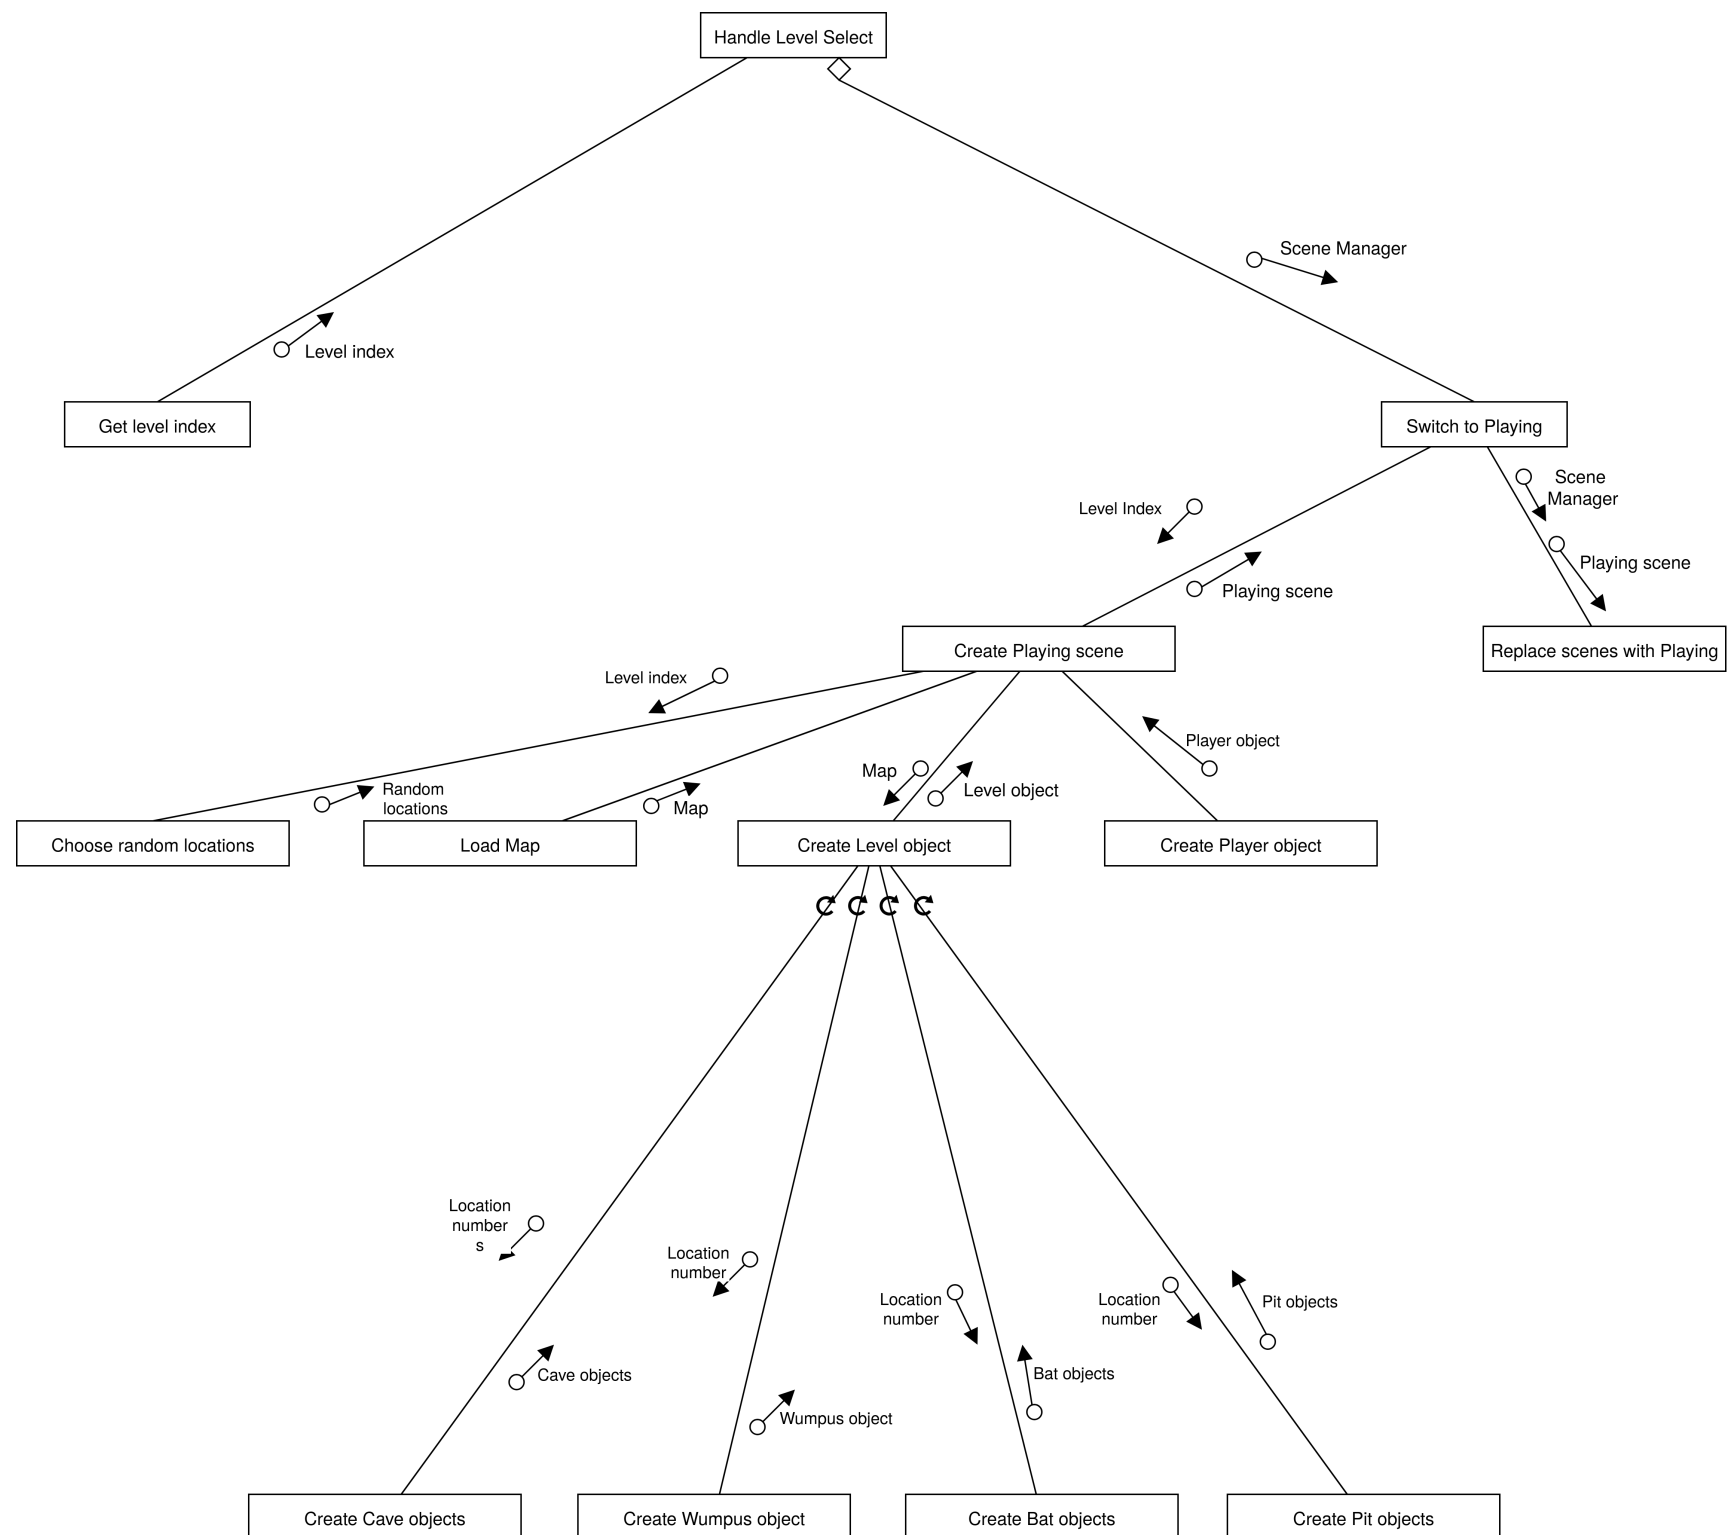 Handle Level Select
Scene Manager
Level index
Get level index
Switch to Playing
Scene
Manager
Level Index
Playing scene
Playing scene
Create Playing scene
Replace scenes with Playing
Level index
Player object
Map
Level object
Random
locations
Map
Choose random locations
Load Map
Create Level object
Create Player object
Location
number
s
Location
number
Location
number
Location
number
Pit objects
Cave objects
Bat objects
Wumpus object
Create Cave objects
Create Wumpus object
Create Bat objects
Create Pit objects